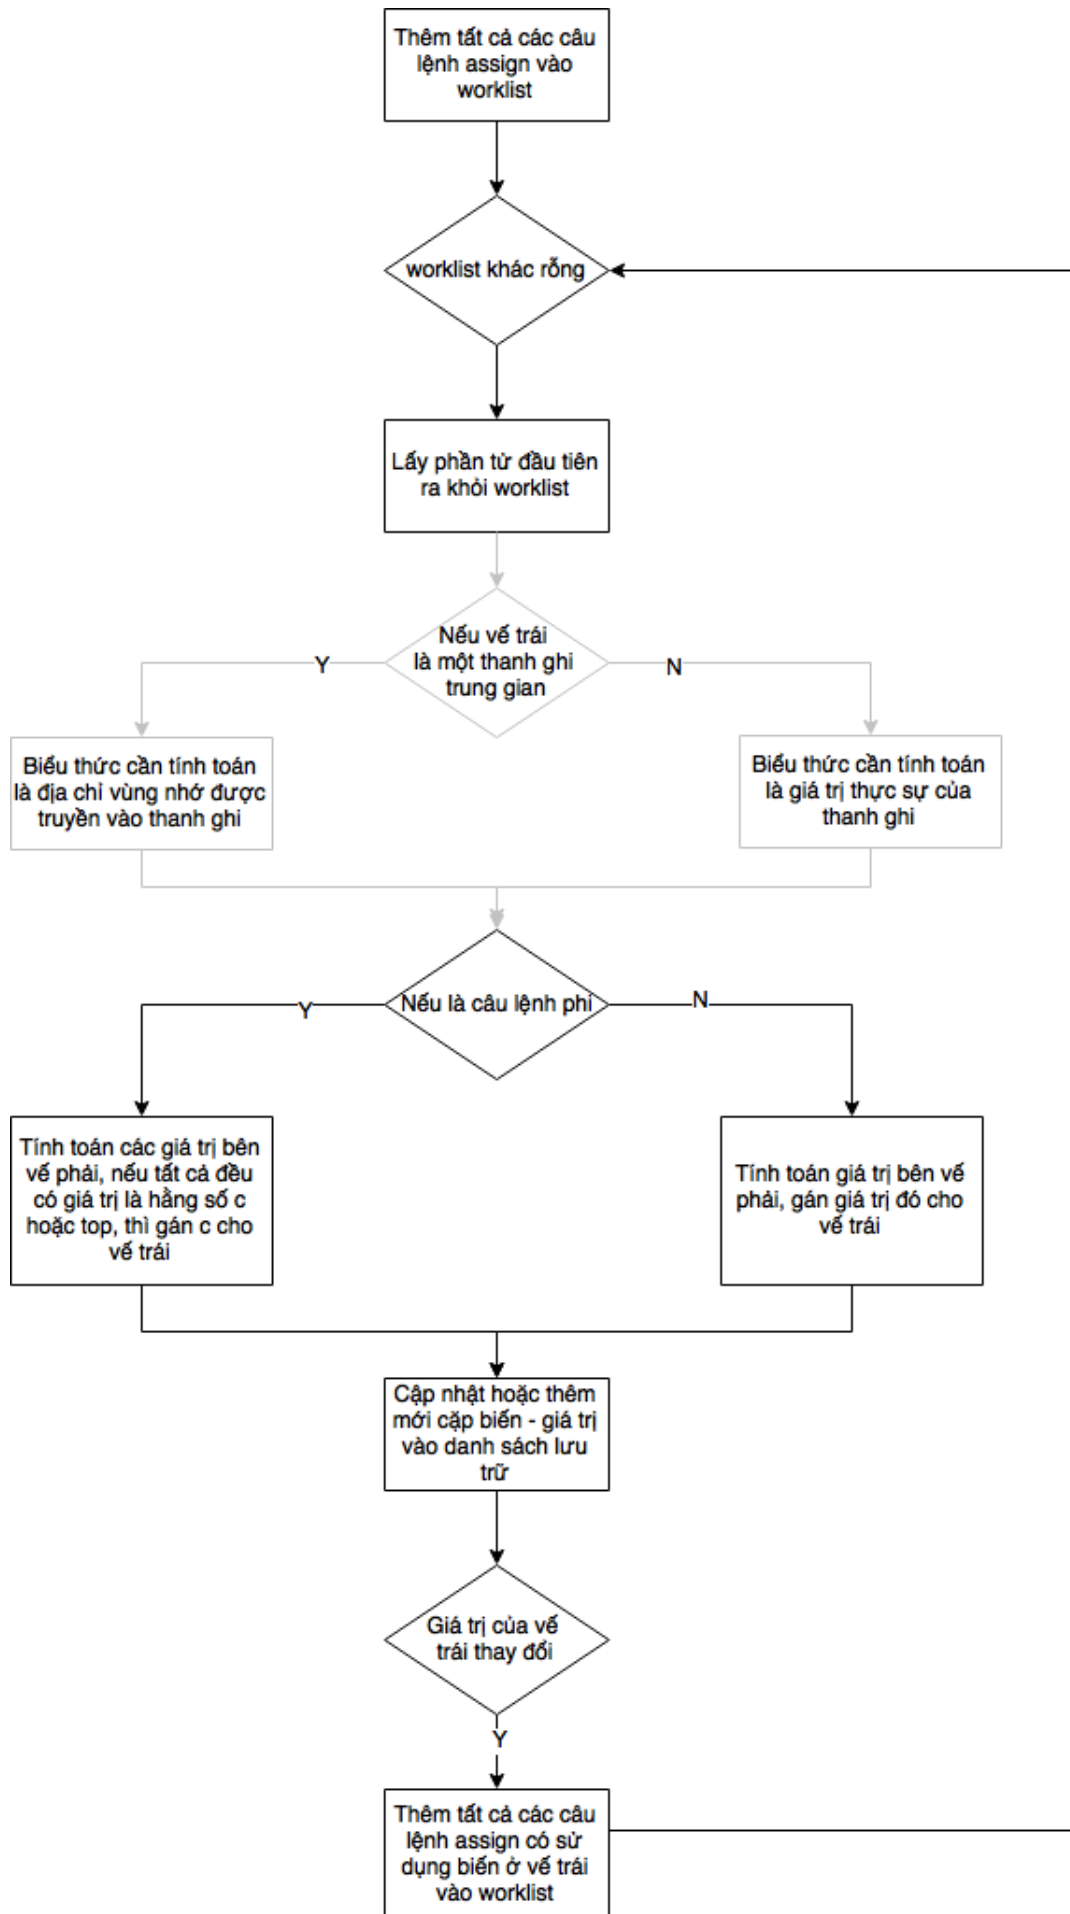 Thêm tất cả các câu
lệnh assign vào
worklist
worklist khác rỗng
Lấy phần tử đầu tiên
ra khỏi worklist
Nếu vế trái
là một thanh ghi
trung gian
Y
N
Biểu thức cần tính toán
là địa chỉ vùng nhớ được
truyền vào thanh ghi
Biểu thức cần tính toán
là giá trị thực sự của
thanh ghi
Nếu là câu lệnh phi
Y
N
Tính toán các giá trị bên
vế phải, nếu tất cả đều
có giá trị là hằng số c
hoặc top, thì gán c cho
vế trái
Tính toán giá trị bên vế
phải, gán giá trị đó cho
vế trái
Cập nhật hoặc thêm
mới cặp biến - giá trị
vào danh sách lưu
trữ
Giá trị của vế
trái thay đổi
Y
Thêm tất cả các câu
lệnh assign có sử
dụng biến ở vế trái
vào worklist